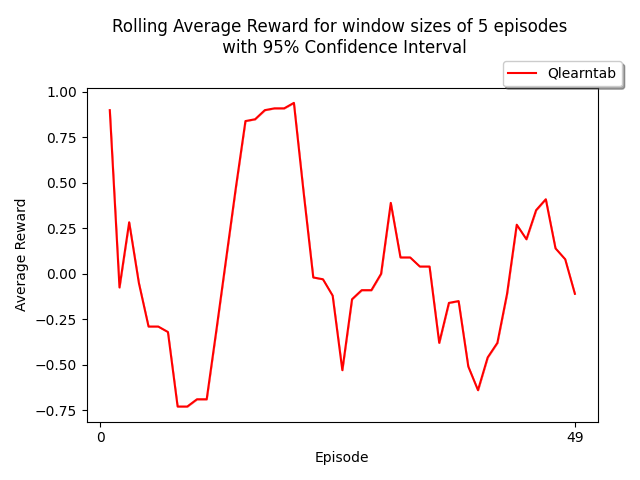 Rolling Average Reward for window sizes of 5 episodes
with 95% Confidence Interval
Qlearntab
1.00
0.75
0.50
0.25
0.00
−0.25
−0.50
−0.75
Average Reward
0
49
Episode